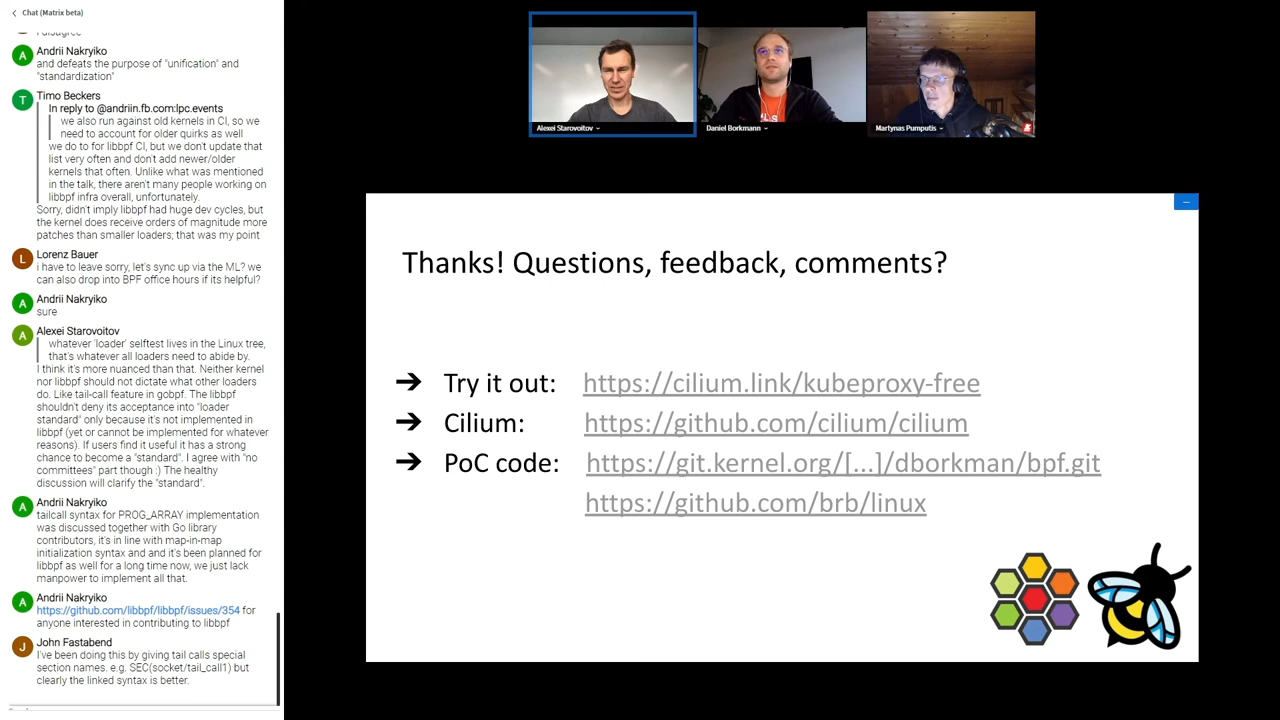 Chat (Matrix beta)
I disagree
Andrii Nakryiko
and defeats the purpose of "unification" and
"standardization"
Timo Beckers
In reply to @andriin.fb.com:lpc.events
we also run against old kernels in CI, so we
need to account for older quirks as well
we do to for libbpf CI, but we don't update that
list very often and don't add newer/older
kernels that often. Unlike what was mentioned
in the talk, there aren't many people working on
libbpf infra overall, unfortunately.
Sorry, didn't imply libbpf had huge dev cycles, but
the kernel does receive orders of magnitude more
patches than smaller loaders; that was my point
Lorenz Bauer
i have to leave sorry, let's sync up via the ML? we
can also drop into BPF office hours if its helpful?
Andrii Nakryiko
sure
Alexei Starovoitov
whatever 'loader' selftest lives in the Linux tree,
that's whatever all loaders need to abide by.
I think it's more nuanced than that. Neither kernel
nor libbpf should not dictate what other loaders
do. Like tail-call feature in gobpf. The libbpf
shouldn't deny its acceptance into "loader
standard" only because it's not implemented in
libbpf (yet or cannot be implemented for whatever
reasons). If users find it useful it has a strong
chance to become a "standard". I agree with "no
committees" part though :) The healthy
discussion will clarify the "standard".
Andrii Nakryiko
tailcall syntax for PROG_ARRAY implementation
was discussed together with Go library
contributors, it's in line with map-in-map
initialization syntax and and it's been planned for
libbpf as well for a long time now, we just lack
manpower to implement all that.
Andrii Nakryiko
https://github.com/libbpf/libbpf/issues/354 for
anyone interested in contributing to libbpf
John Fastabend
I've been doing this by giving tail calls special
section names. e.g. SEC(socket/tail_call1) but
clearly the linked syntax is better.
A
T
L
A
A
A
A
J
Alexei Starovoitov
Daniel Borkmann
Martynas Pumputis
Thanks! Questions, feedback, comments?
➔ Try it out: https://cilium.link/kubeproxy-free
➔ Cilium: https://github.com/cilium/cilium
➔ PoC code: https://git.kernel.org/[...]/dborkman/bpf.git
https://github.com/brb/linux